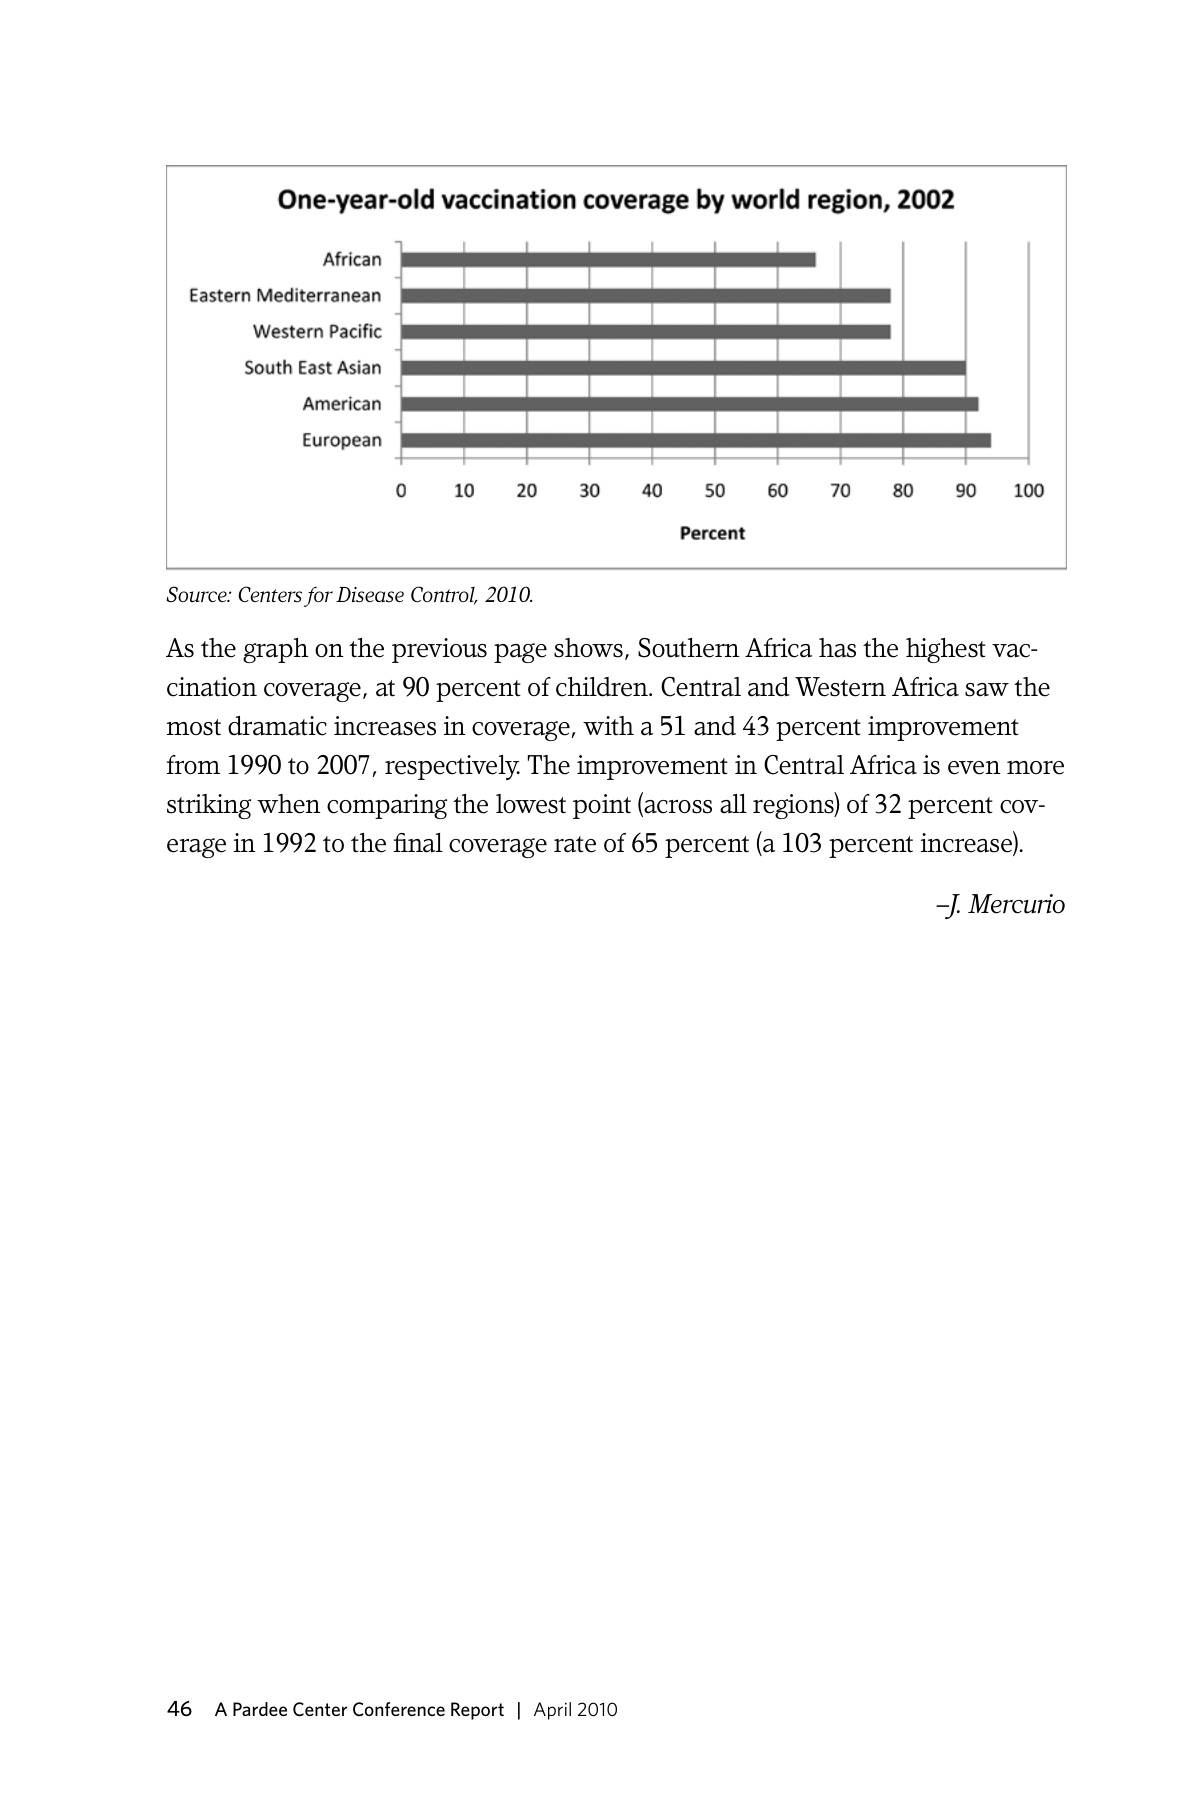 One-year-old vaccination coverage by world region, 2002
African
Eastern Mediterranean
Western Pacific
South East Asian
American
European
0 10 20 30 40 50 60 70 80 90 100
Percent
Source: Centers for Disease Control, 2010.
As the graph on the previous page shows, Southern Africa has the highest vac-
cination coverage, at 90 percent of children. Central and Western Africa saw the
most dramatic increases in coverage, with a 51 and 43 percent improvement
from 1990 to 2007, respectively. The improvement in Central Africa is even more
striking when comparing the lowest point (across all regions) of 32 percent cov-
erage in 1992 to the final coverage rate of 65 percent (a 103 percent increase).
–J. Mercurio
46 A Pardee Center Conference Report | April 2010